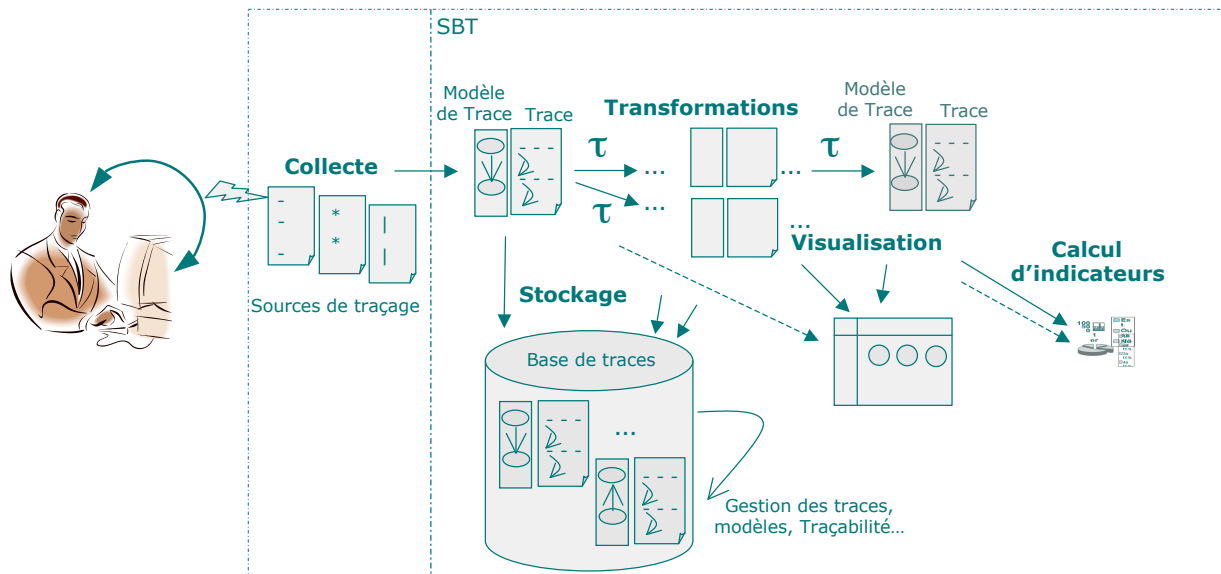 SBT
Modèle
de Trace
Trace
Transformations
Modèle
de Trace
Trace
Collecte
τ
...
...
τ
τ
...
...
Visualisation
Calcul
d’indicateurs
Sources de traçage
Stockage
Base de traces
...
Gestion des traces,
modèles, Traçabilité...
100